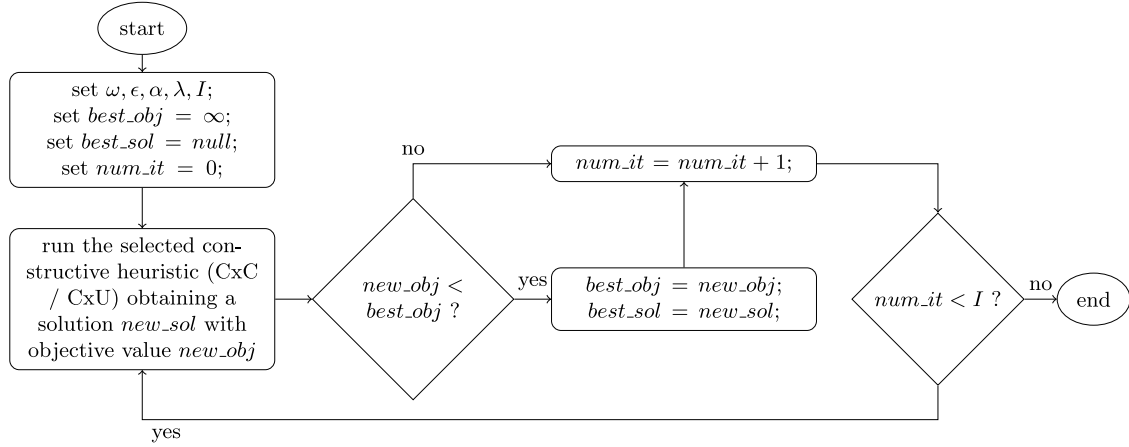 start
set ω, ϵ, α, λ, I;
set best_obj = ∞;
set best_sol = null;
set num_it = 0;
run the selected con-
structive heuristic (CxC
/ CxU) obtaining a
solution new_sol with
objective value new_obj
new_obj <
best_obj ?
no
yes
num_it = num_it + 1;
best_obj = new_obj;
best_sol = new_sol;
num_it < I ?
no
end
yes